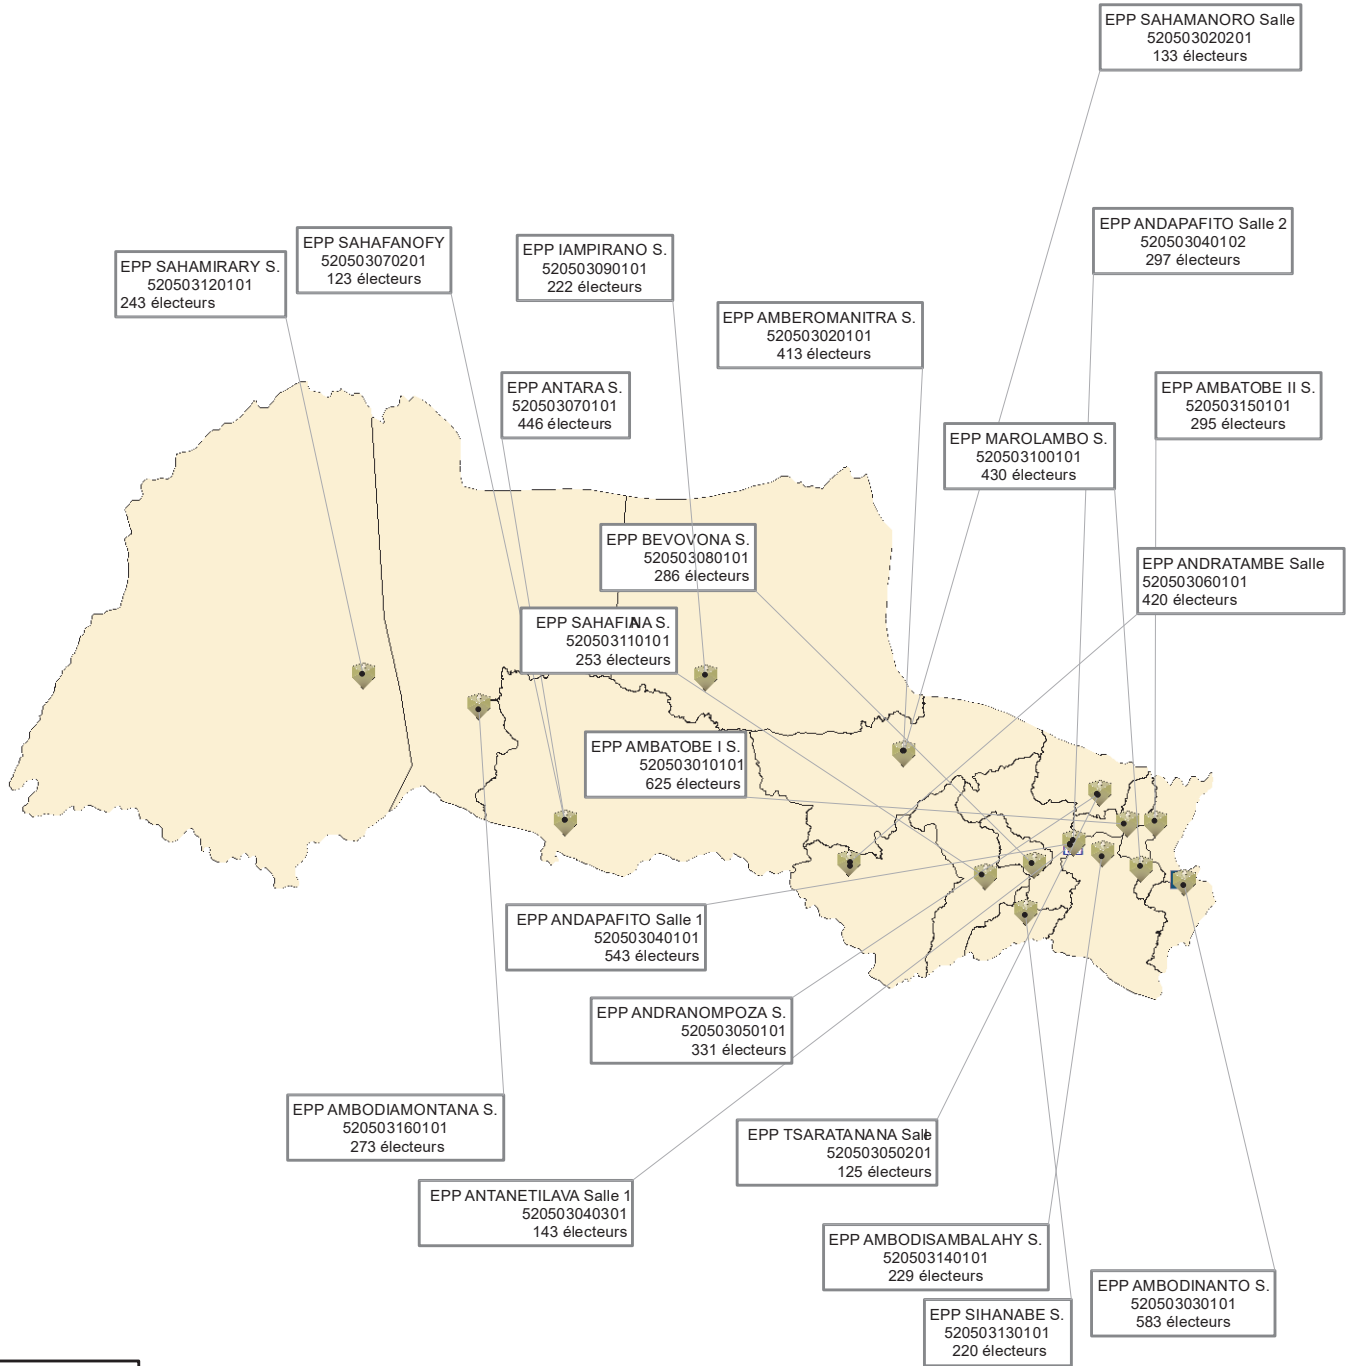 EPP SAHAMANORO Salle
520503020201
133 électeurs
EPP ANDAPAFITO Salle 2
520503040102
297 électeurs
EPP SAHAFANOFY
520503070201
123 électeurs
EPP IAMPIRANO S.
520503090101
222 électeurs
EPP SAHAMIRARY S.
520503120101
243 électeurs
EPP AMBEROMANITRA S.
520503020101
413 électeurs
EPP ANTARA S.
520503070101
446 électeurs
EPP AMBATOBE II S.
520503150101
295 électeurs
EPP MAROLAMBO S.
520503100101
430 électeurs
EPP BEVOVONA S.
520503080101
286 électeurs
EPP ANDRATAMBE Salle
520503060101
420 électeurs
EPP SAHAFINA S.
520503110101
253 électeurs
EPP AMBATOBE I S.
520503010101
625 électeurs
EPP ANDAPAFITO Salle 1
520503040101
543 électeurs
EPP ANDRANOMPOZA S.
520503050101
331 électeurs
EPP AMBODIAMONTANA S.
520503160101
273 électeurs
EPP TSARATANANA Salle
520503050201
125 électeurs
EPP ANTANETILAVA Salle 1
520503040301
143 électeurs
EPP AMBODISAMBALAHY S.
520503140101
229 électeurs
EPP AMBODINANTO S.
520503030101
583 électeurs
EPP SIHANABE S.
520503130101
220 électeurs